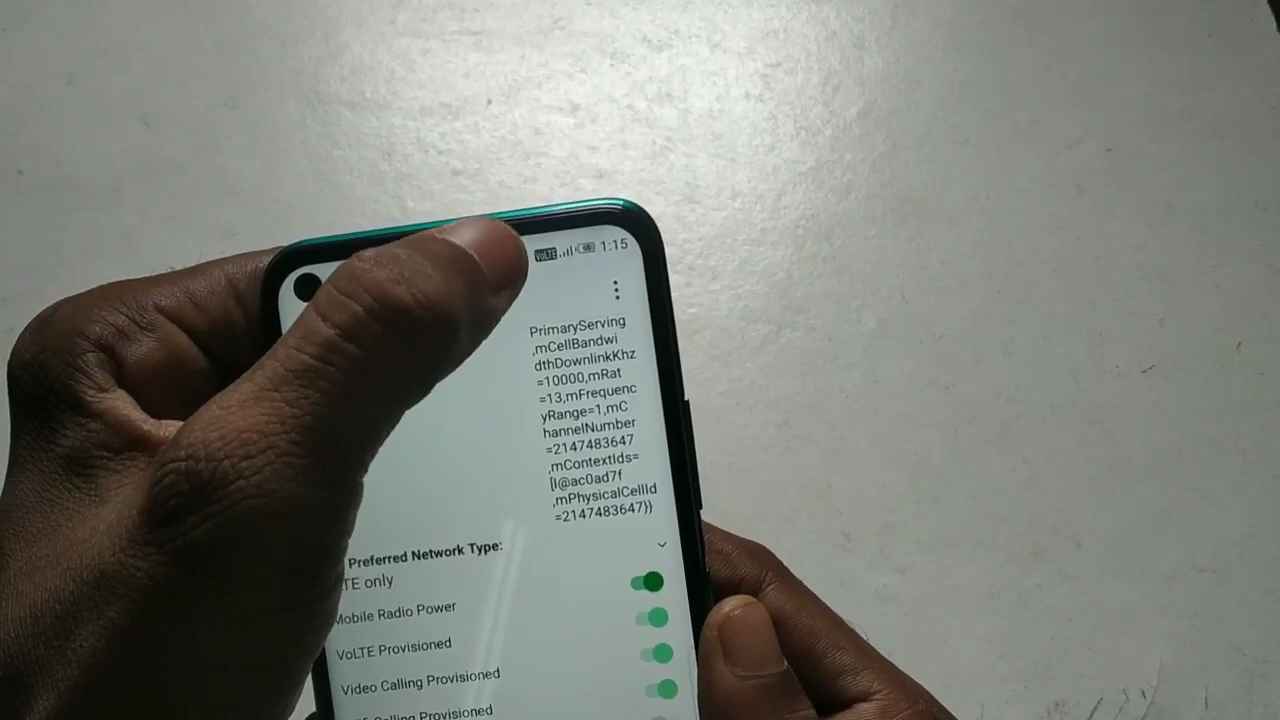 VoLTE 1:15
PrimaryServing
,mCellBandwi
dthDownlinkKhz
=10000,mRat
=13,mFrequenc
yRange=1,mC
hannelNumber
=2147483647
,mContextIds=
[I@ac0ad7f
,mPhysicalCellId
=2147483647}}
Preferred Network Type:
TE only
Mobile Radio Power
VoLTE Provisioned
Video Calling Provisioned
Calling Provisioned